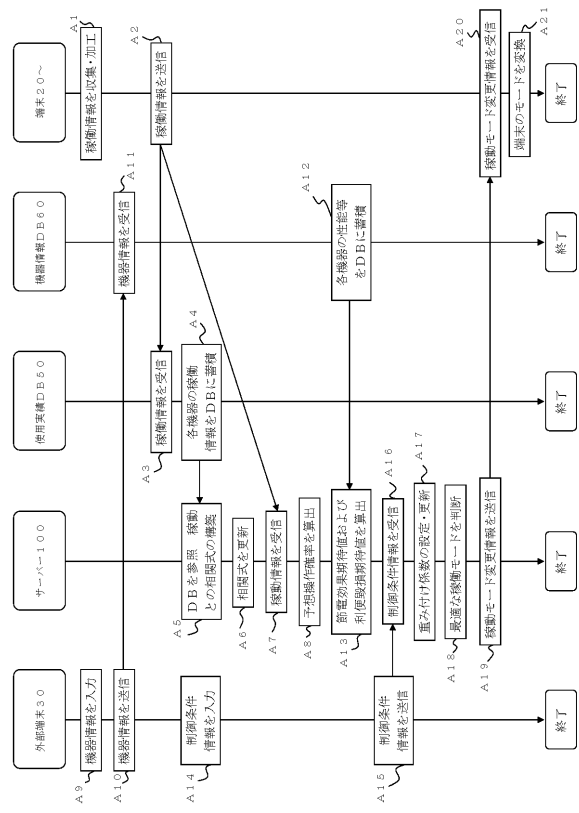 外部端末30
サーバー100
使用実績DB50
機器情報DB60
端末20～
A9
機器情報を入力
A10
機器情報を送信
A14
制御条件
情報を入力
A15
制御条件
情報を送信
終了
A5
DBを参照 稼動
との相関式の構築
A6
相関式を更新
A7
稼動情報を受信
A8
予想操作確率を算出
A13
節電効果期待値および
利便毀損期待値を算出
A16
制御条件情報を受信
A17
重み付け係数の設定・更新
A18
最適な稼働モードを判断
A19
稼動モード変更情報を送信
終了
A3
稼働情報を受信
A4
各機器の稼働
情報をDBに蓄積
終了
A11
機器情報を受信
A12
各機器の性能等
をDBに蓄積
終了
A1
稼働情報を収集・加工
A2
稼働情報を送信
A20
稼動モード変更情報を受信
A21
端末のモードを変換
終了